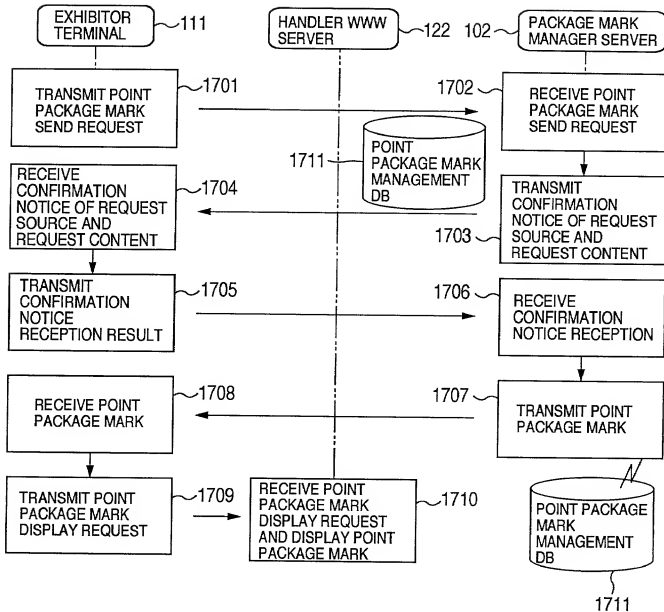 EXHIBITOR
TERMINAL
111
HANDLER WWW
SERVER
122
102
PACKAGE MARK
MANAGER SERVER
1701
TRANSMIT POINT
PACKAGE MARK
SEND REQUEST
1702
RECEIVE POINT
PACKAGE MARK
SEND REQUEST
1711
POINT
PACKAGE MARK
MANAGEMENT
DB
1704
RECEIVE
CONFIRMATION
NOTICE OF REQUEST
SOURCE AND
REQUEST CONTENT
1703
TRANSMIT
CONFIRMATION
NOTICE OF REQUEST
SOURCE AND
REQUEST CONTENT
1705
TRANSMIT
CONFIRMATION
NOTICE
RECEPTION RESULT
1706
RECEIVE
CONFIRMATION
NOTICE RECEPTION
1708
RECEIVE POINT
PACKAGE MARK
1707
TRANSMIT POINT
PACKAGE MARK
1709
TRANSMIT POINT
PACKAGE MARK
DISPLAY REQUEST
1710
RECEIVE POINT
PACKAGE MARK
DISPLAY REQUEST
AND DISPLAY POINT
PACKAGE MARK
POINT PACKAGE
MARK
MANAGEMENT
DB
1711